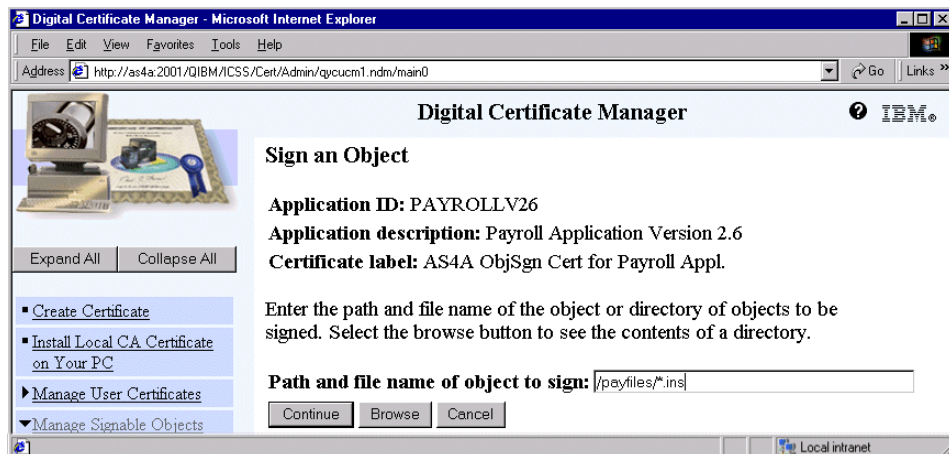 Digital Certificate Manager - Microsoft Internet Explorer
File Edit View Favorites Tools Help
Address http://as4a:2001/QIBM/ICSS/Cert/Admin/qycucm1.ndm/main0 Go Links »
Digital Certificate Manager IBM®
Expand All Collapse All
Create Certificate
Install Local CA Certificate
on Your PC
Manage User Certificates
Manage Signable Objects
Sign an Object
Application ID: PAYROLLV26
Application description: Payroll Application Version 2.6
Certificate label: AS4A ObjSgn Cert for Payroll Appl.
Enter the path and file name of the object or directory of objects to be
signed. Select the browse button to see the contents of a directory.
Path and file name of object to sign: /payfiles/*.ins
Continue Browse Cancel
Local intranet